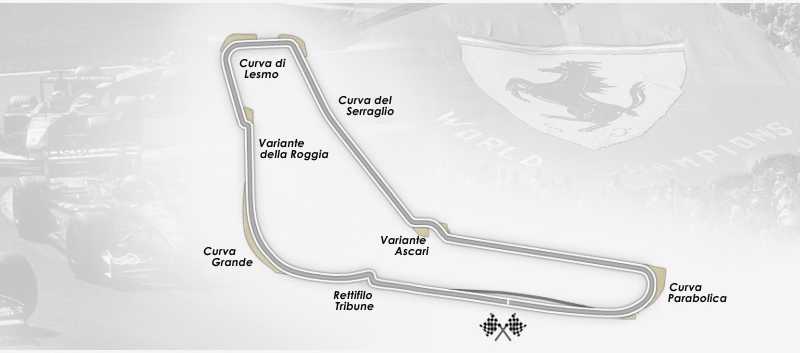 Curva di
Lesmo
Curva del
Serraglio
WORLD CHAMPIONS
Variante
della Roggia
Variante
Ascari
Curva
Grande
Rettifilo
Tribune
Curva
Parabolica